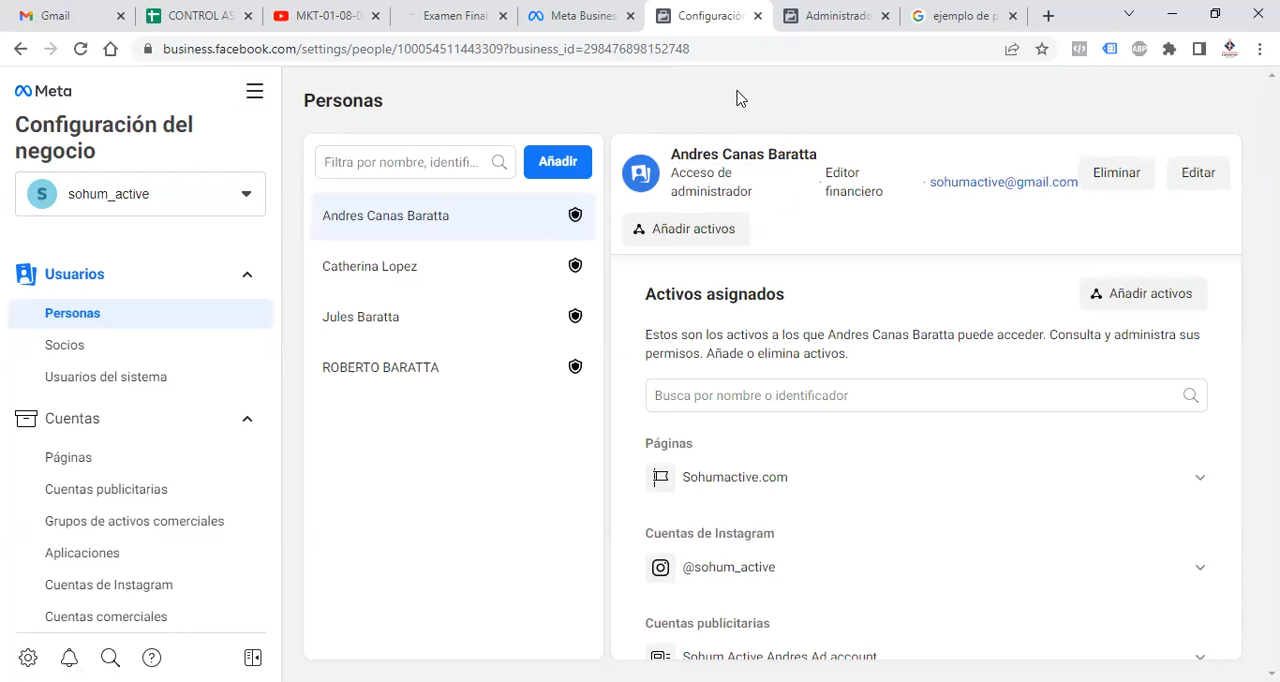 Gmail
CONTROL AS
MKT-01-08-0
Examen Final
Meta Busines
Configuración
Administrado
ejemplo de p
business.facebook.com/settings/people/100054511443309?business_id=298476898152748
ABP
Meta
Configuración del
negocio
S sohum_active
Usuarios
Personas
Socios
Usuarios del sistema
Cuentas
Páginas
Cuentas publicitarias
Grupos de activos comerciales
Aplicaciones
Cuentas de Instagram
Cuentas comerciales
Personas
Filtra por nombre, identifi...
Añadir
Andres Canas Baratta
Catherina Lopez
Jules Baratta
ROBERTO BARATTA
Andres Canas Baratta
Acceso de administrador · Editor financiero · sohumactive@gmail.com
Eliminar
Editar
Añadir activos
Activos asignados
Añadir activos
Estos son los activos a los que Andres Canas Baratta puede acceder. Consulta y administra sus
permisos. Añade o elimina activos.
Busca por nombre o identificador
Páginas
Sohumactive.com
Cuentas de Instagram
@sohum_active
Cuentas publicitarias
Sohum Active Andres Ad account